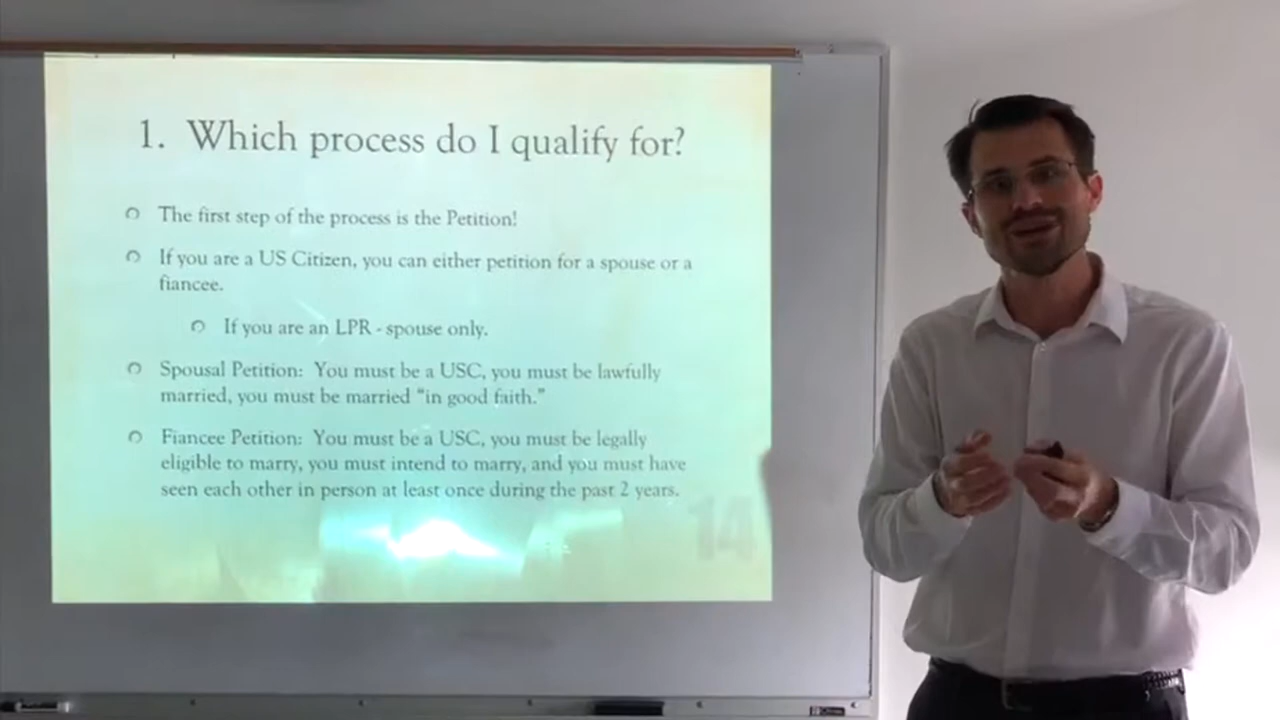 1. Which process do I qualify for?
The first step of the process is the Petition!
If you are a US Citizen, you can either petition for a spouse or a
fiancee.
If you are an LPR - spouse only.
Spousal Petition: You must be a USC, you must be lawfully
married, you must be married "in good faith."
Fiancee Petition: You must be a USC, you must be legally
eligible to marry, you must intend to marry, and you must have
seen each other in person at least once during the past 2 years.
14